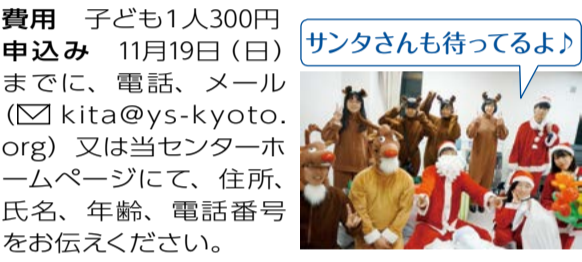 費用　子ども1人300円
申込み　11月19日（日）
までに、電話、メール
（✉kita@ys-kyoto.
org）又は当センターホ
ームページにて、住所、
氏名、年齢、電話番号
をお伝えください。
サンタさんも待ってるよ♪